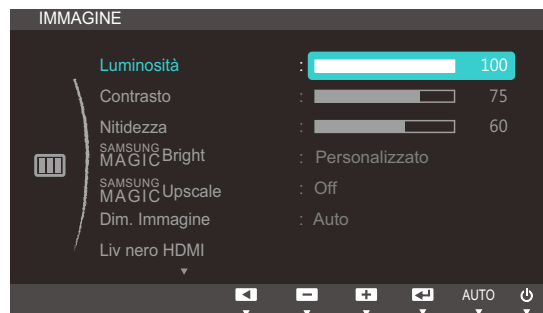 IMMAGINE
Luminosità : 100
Contrasto : 75
Nitidezza : 60
SAMSUNG MAGIC Bright : Personalizzato
SAMSUNG MAGIC Upscale : Off
Dim. Immagine : Auto
Liv nero HDMI
AUTO